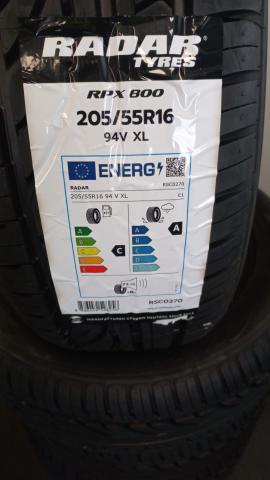 RADAR
TYRES
RPX 800
205/55R16
94V XL
ENERG
RADAR
RSC0270
205/55R16 94 V XL
C1
A
B
C
D
E
C
A
B
C
D
E
A
RSC0270